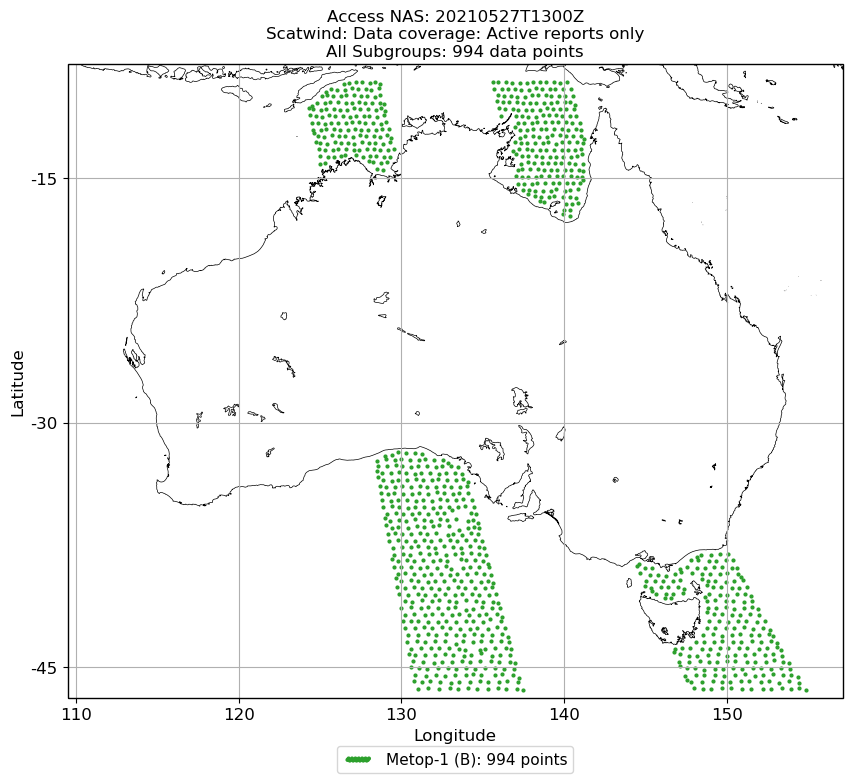 Access NAS: 20210527T1300Z
Scatwind: Data coverage: Active reports only
All Subgroups: 994 data points
-15
-30
-45
Latitude
110 120 130 140 150
Longitude
Metop-1 (B): 994 points